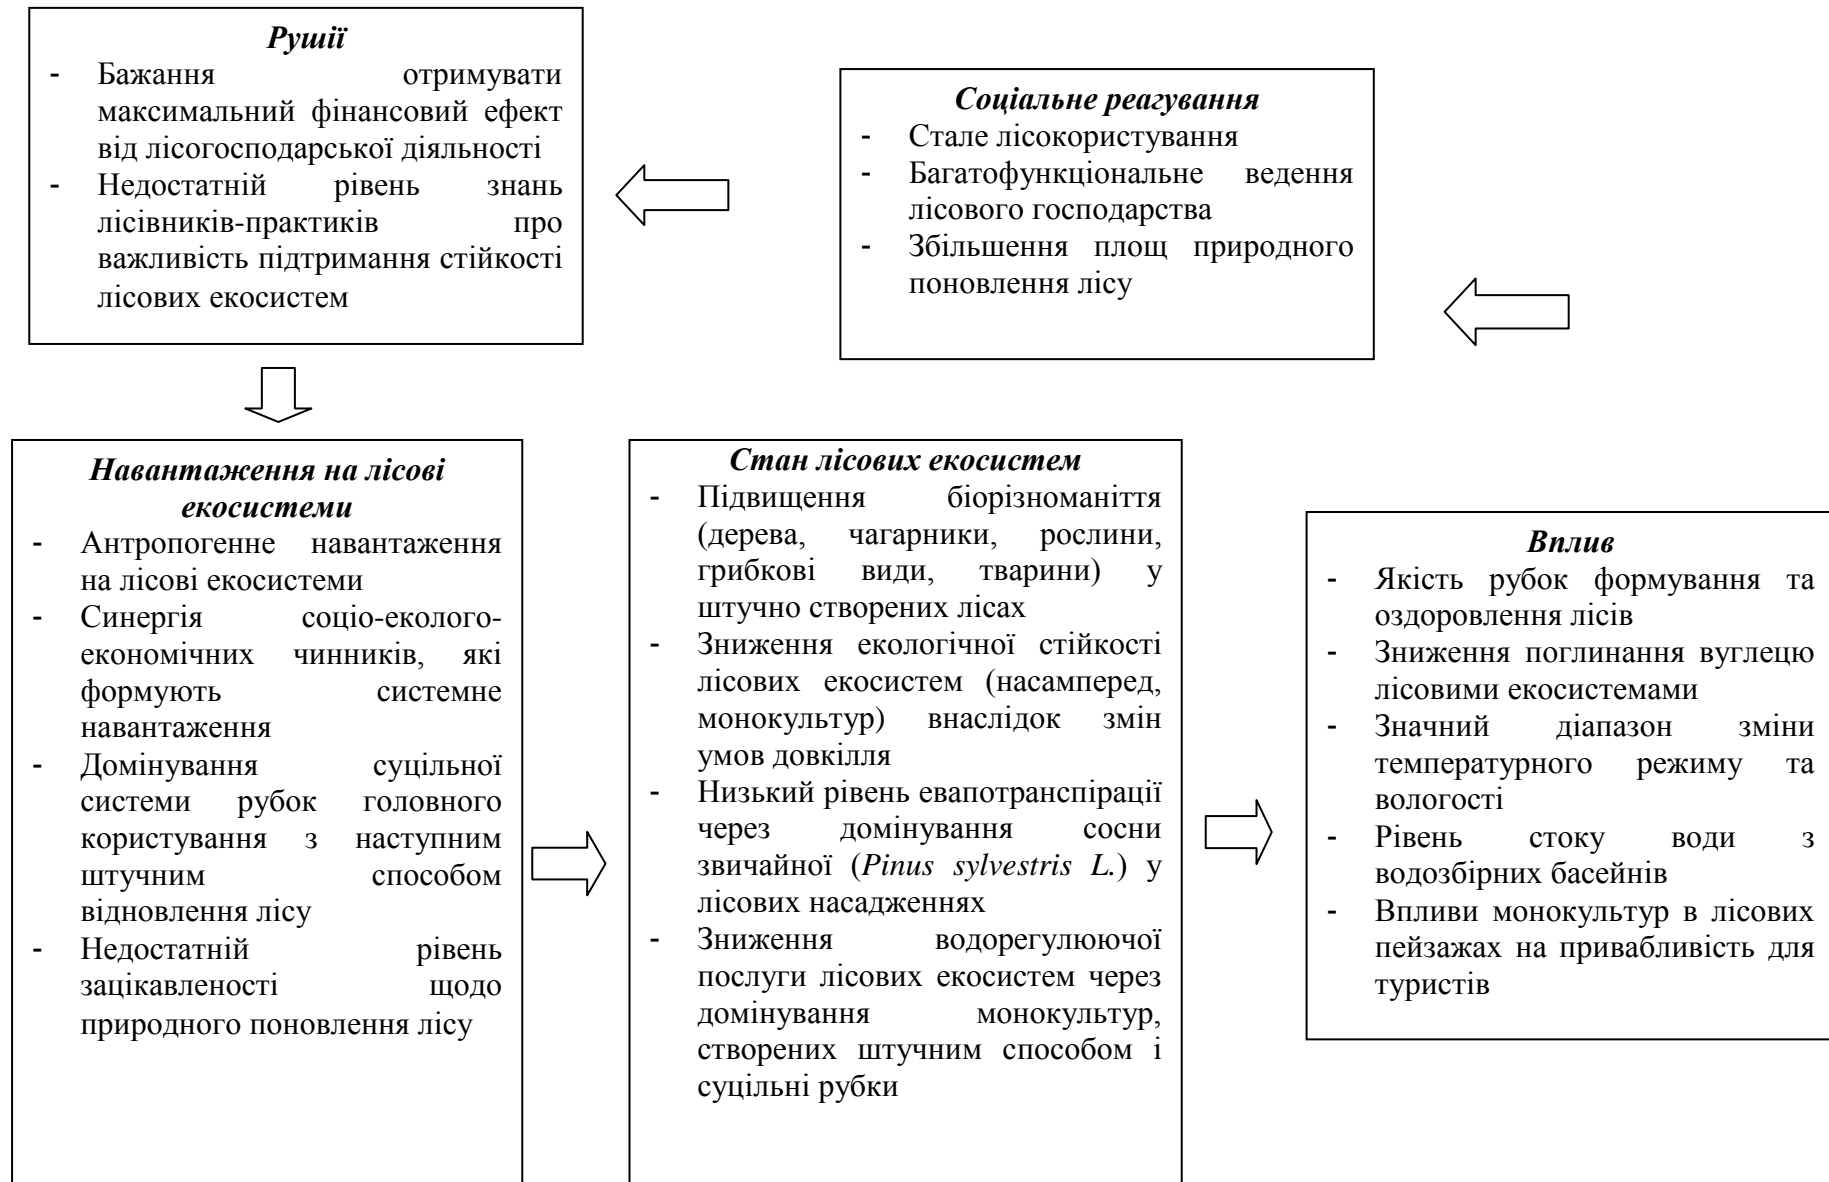 Рушії
- Бажання отримувати
максимальний фінансовий ефект
від лісогосподарської діяльності
- Недостатній рівень знань
лісівників-практиків про
важливість підтримання стійкості
лісових екосистем
Соціальне реагування
- Стале лісокористування
- Багатофункціональне ведення
лісового господарства
- Збільшення площ природного
поновлення лісу
Навантаження на лісові
екосистеми
- Антропогенне навантаження
на лісові екосистеми
- Синергія соціо-еколого-
економічних чинників, які
формують системне
навантаження
- Домінування суцільної
системи рубок головного
користування з наступним
штучним способом
відновлення лісу
- Недостатній рівень
зацікавленості щодо
природного поновлення лісу
Стан лісових екосистем
- Підвищення біорізноманіття
(дерева, чагарники, рослини,
грибкові види, тварини) у
штучно створених лісах
- Зниження екологічної стійкості
лісових екосистем (насамперед,
монокультур) внаслідок змін
умов довкілля
- Низький рівень евапотранспірації
через домінування сосни
звичайної (Pinus sylvestris L.) у
лісових насадженнях
- Зниження водорегулюючої
послуги лісових екосистем через
домінування монокультур,
створених штучним способом і
суцільні рубки
Вплив
- Якість рубок формування та
оздоровлення лісів
- Зниження поглинання вуглецю
лісовими екосистемами
- Значний діапазон зміни
температурного режиму та
вологості
- Рівень стоку води з
водозбірних басейнів
- Впливи монокультур в лісових
пейзажах на привабливість для
туристів